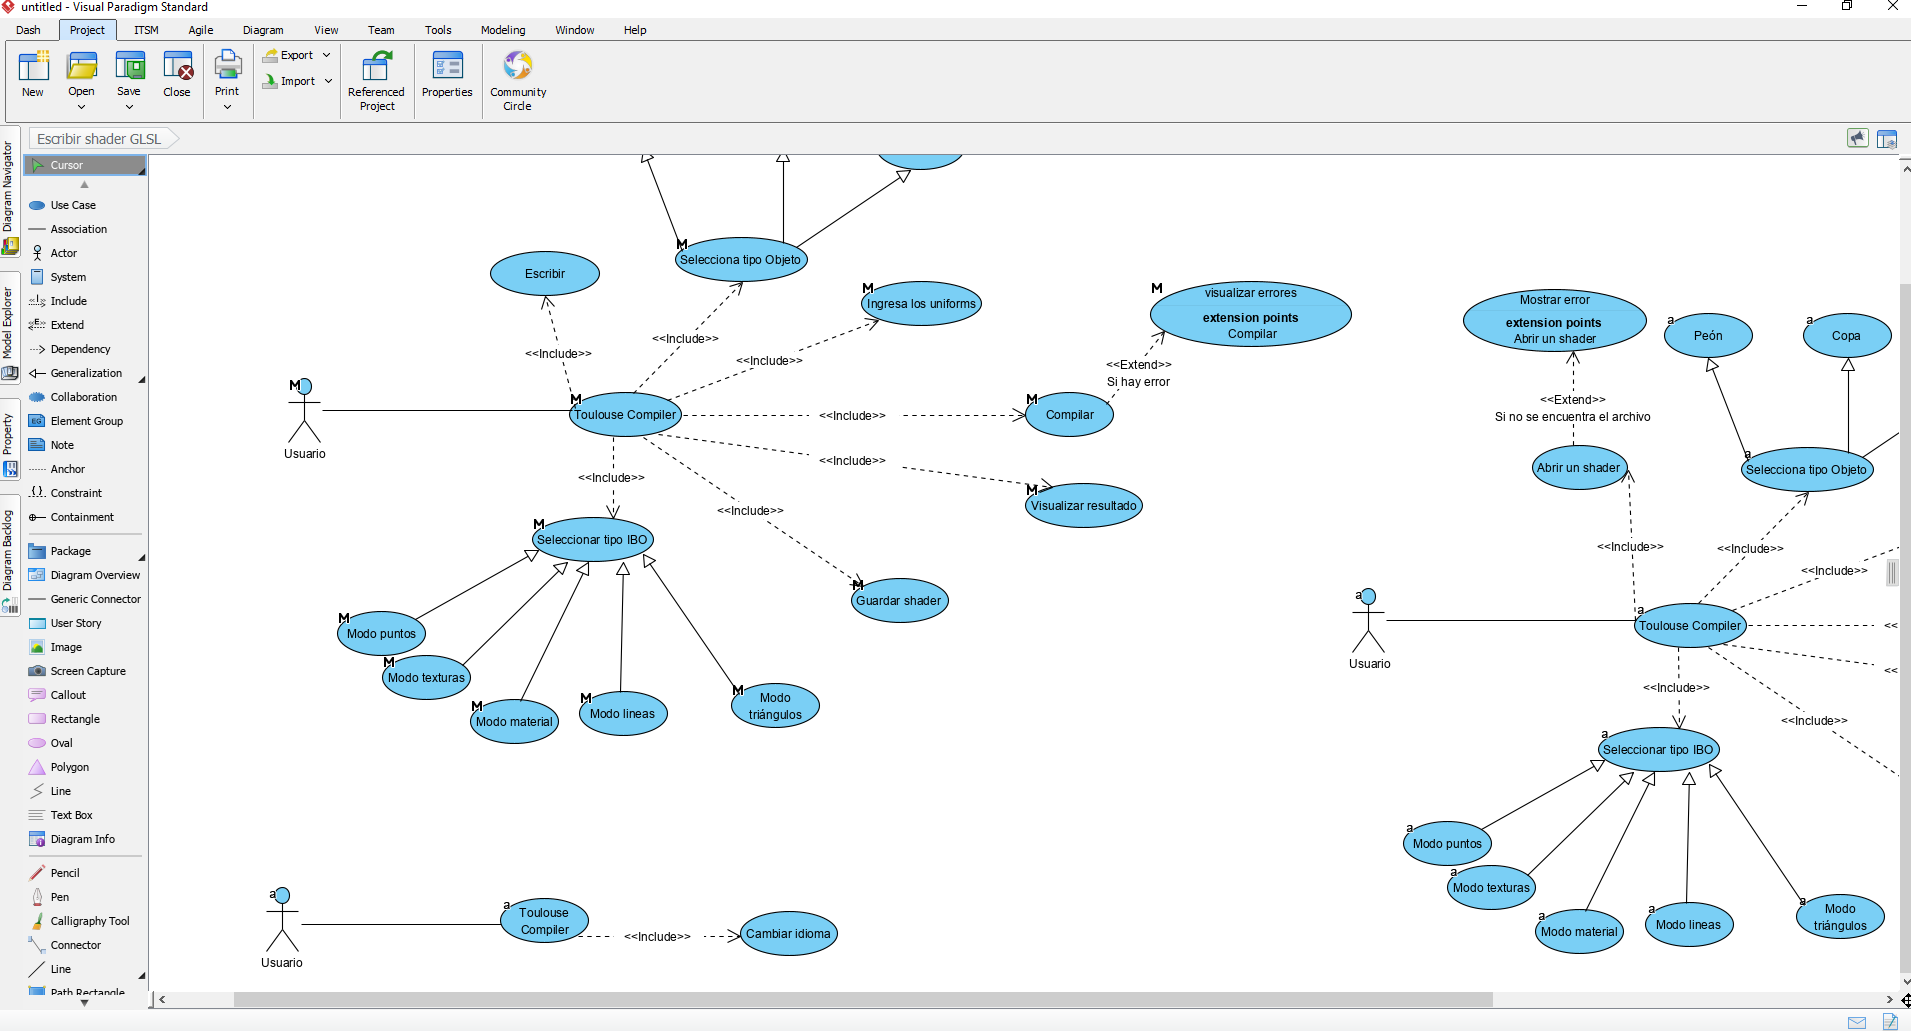 untitled - Visual Paradigm Standard
Dash Project ITSM Agile Diagram View Team Tools Modeling Window Help
New Open Save Close Print Export Import Referenced Project Properties Community Circle
Escribir shader GLSL
Diagram Navigator
Model Explorer
Property
Diagram Backlog
Cursor
Use Case
Association
Actor
System
Include
Extend
Dependency
Generalization
Collaboration
Element Group
Note
Anchor
Constraint
Containment
Package
Diagram Overview
Generic Connector
User Story
Image
Screen Capture
Callout
Rectangle
Oval
Polygon
Line
Text Box
Diagram Info
Pencil
Pen
Calligraphy Tool
Connector
Line
Path Rectangle
M
Selecciona tipo Objeto
Escribir
M
Ingresa los uniforms
M
visualizar errores
extension points
Compilar
<<Include>>
<<Include>>
<<Include>>
<<Extend>>
Si hay error
M
Usuario
M
Toulouse Compiler
<<Include>>
M
Compilar
<<Include>>
<<Include>>
M
Visualizar resultado
<<Include>>
M
Seleccionar tipo IBO
M
Guardar shader
M
Modo puntos
M
Modo texturas
M
Modo material
M
Modo lineas
M
Modo
triángulos
a
Usuario
a
Toulouse
Compiler
<<Include>>
Cambiar idioma
Mostrar error
extension points
Abrir un shader
a
Peón
a
Copa
<<Extend>>
Si no se encuentra el archivo
Abrir un shader
a
Selecciona tipo Objeto
<<Include>>
<<Include>>
<<Include>>
a
Usuario
a
Toulouse Compiler
<<
<<
<<Include>>
<<Include>>
a
Seleccionar tipo IBO
a
Modo puntos
a
Modo texturas
a
Modo material
a
Modo lineas
a
Modo
triángulos